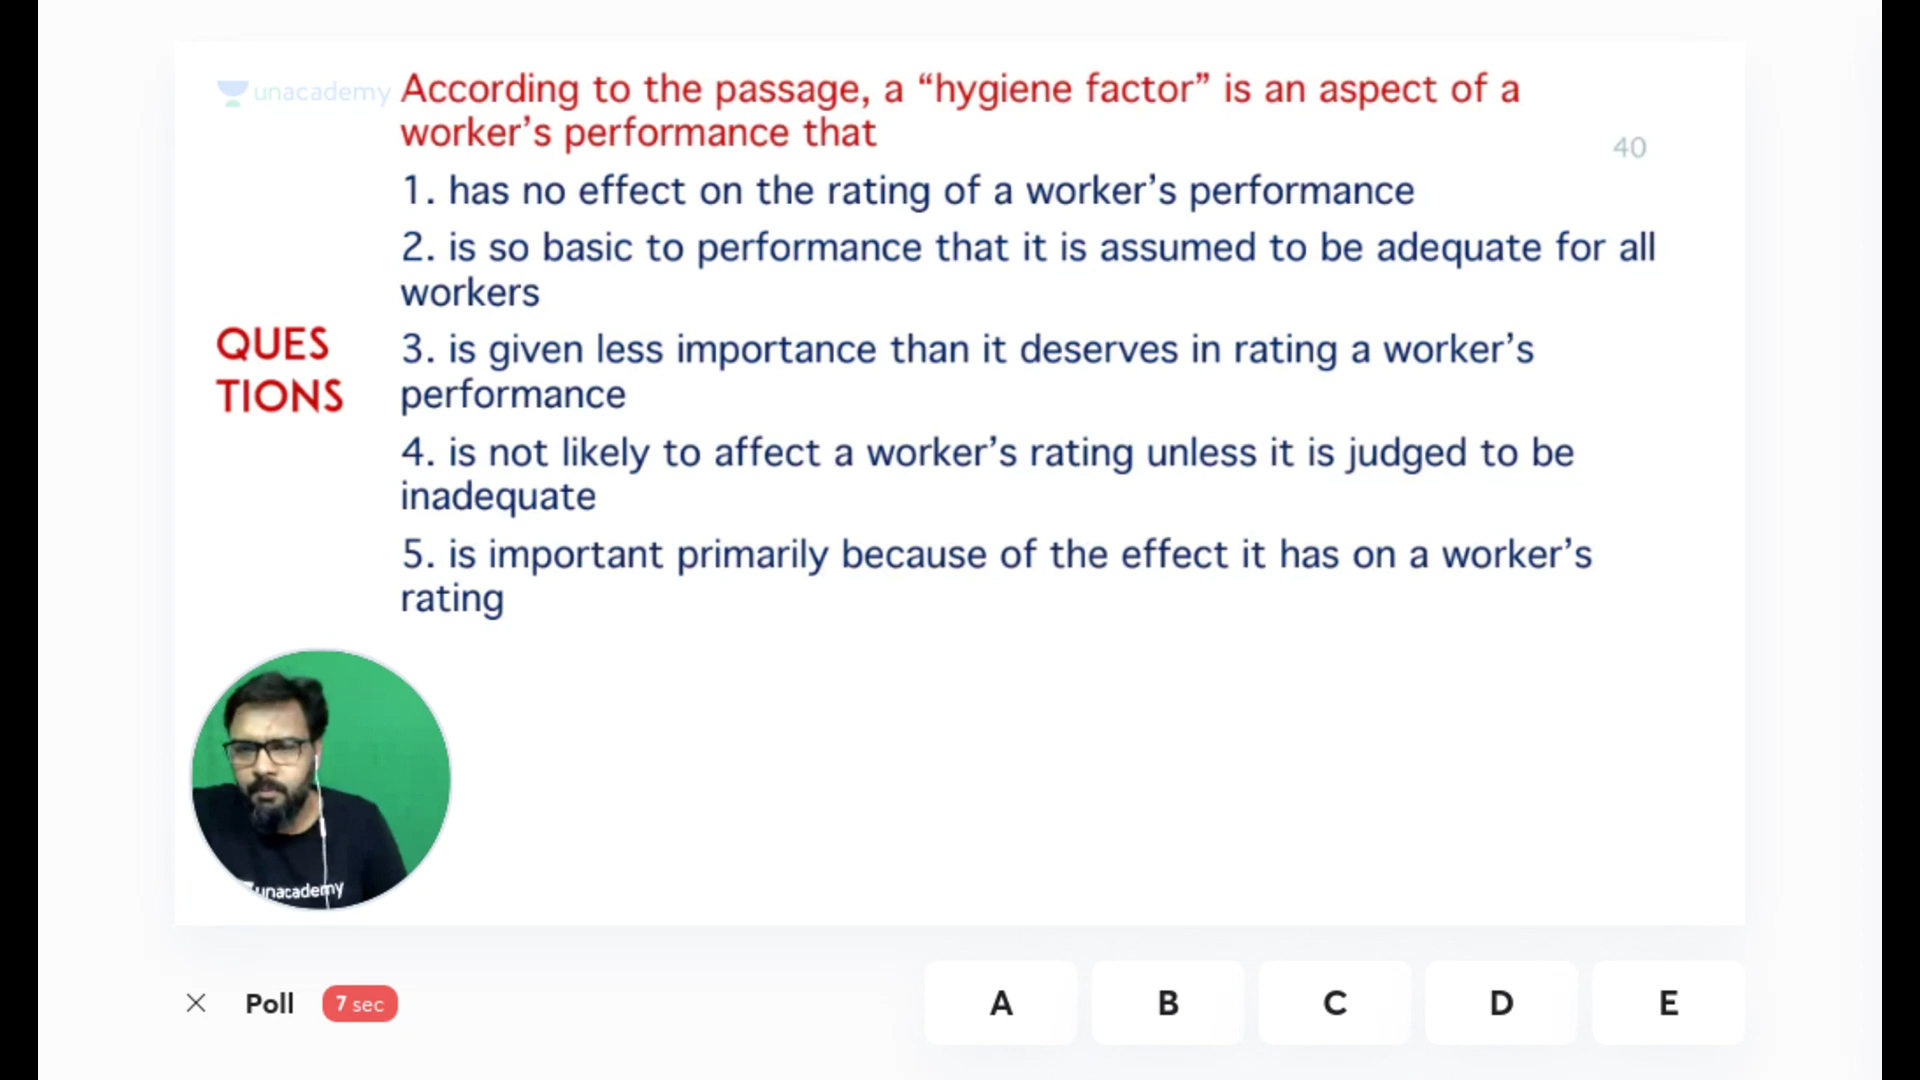 unacademy
According to the passage, a “hygiene factor” is an aspect of a
worker’s performance that
40
1. has no effect on the rating of a worker’s performance
2. is so basic to performance that it is assumed to be adequate for all
workers
QUES
TIONS
3. is given less importance than it deserves in rating a worker’s
performance
4. is not likely to affect a worker’s rating unless it is judged to be
inadequate
5. is important primarily because of the effect it has on a worker’s
rating
unacademy
Poll
7 sec
A
B
C
D
E